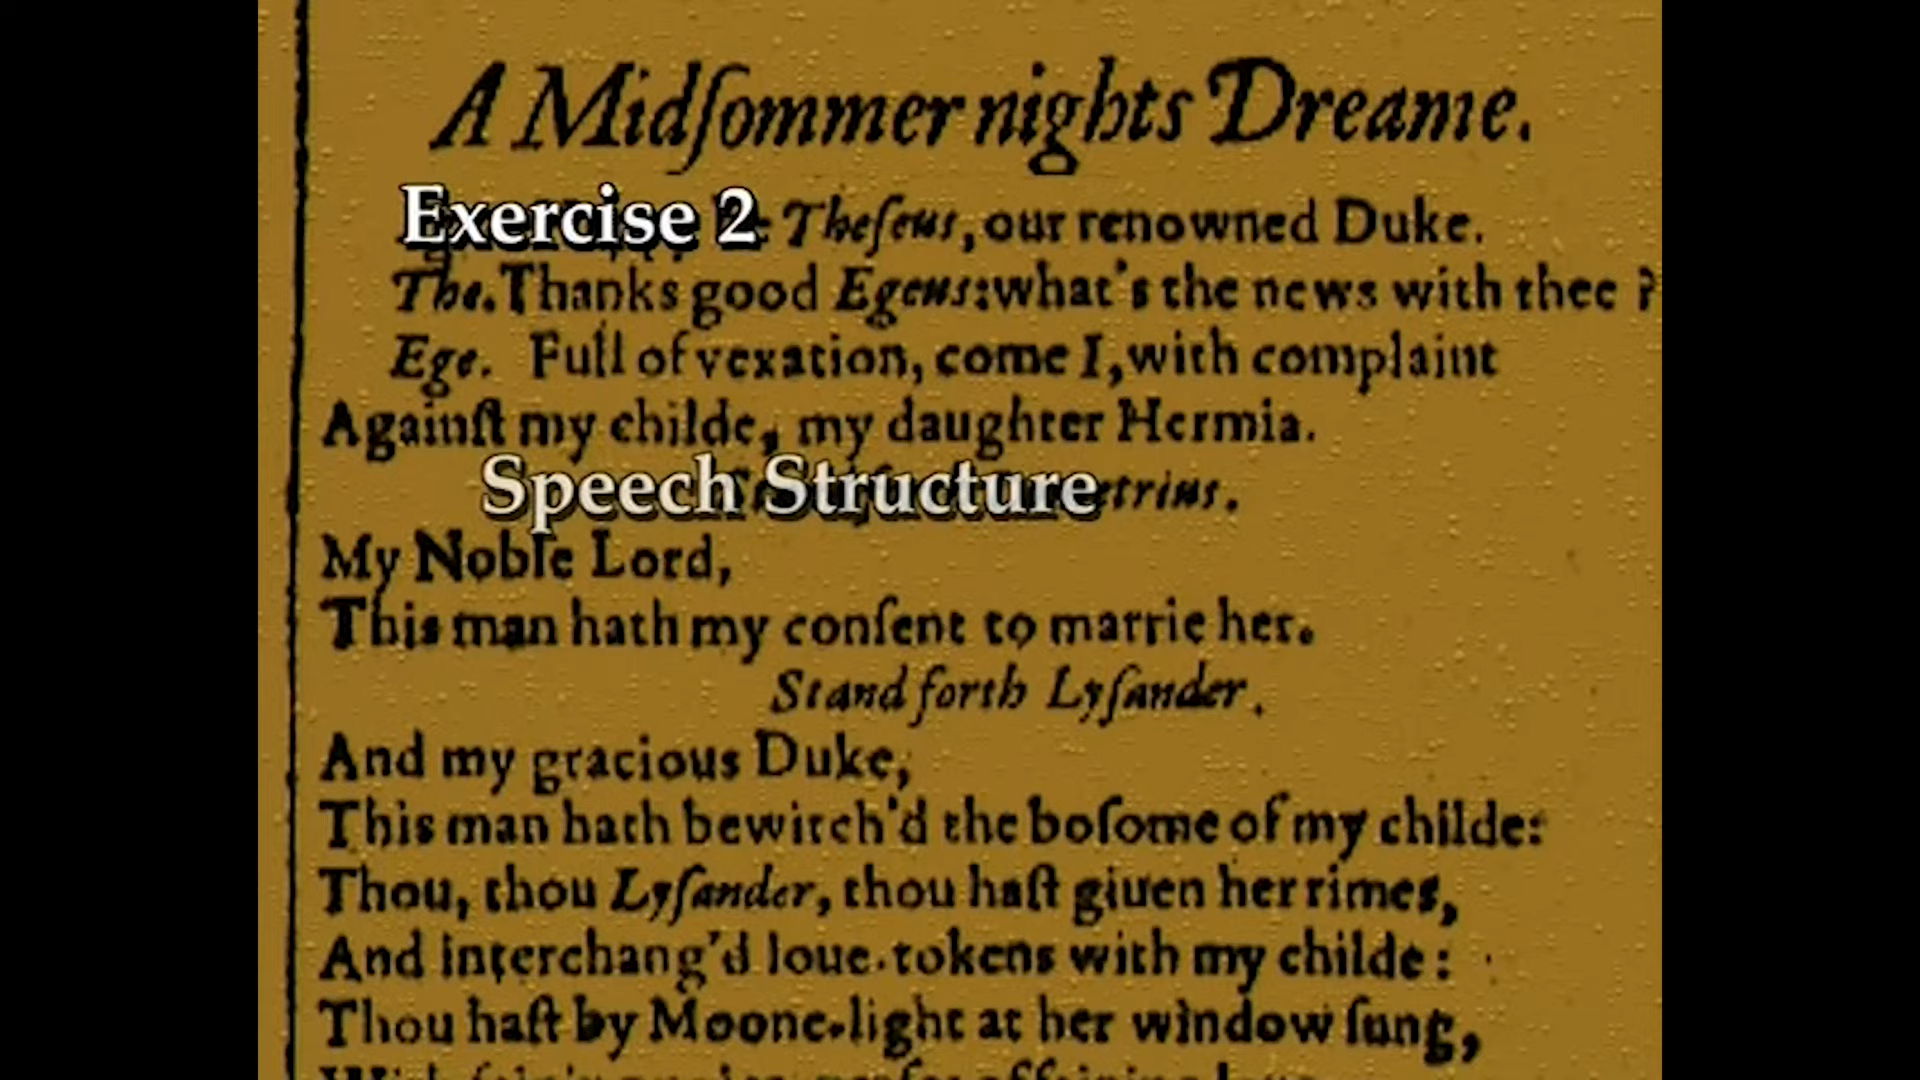 A Midſommer nights Dreame.
Exercise 2
Theſeus, our renowned Duke.
The. Thanks good Egeus: what's the news with thee?
Ege. Full of vexation, come I, with complaint
Againſt my childe, my daughter Hermia.
Speech Structure
etrius.
My Noble Lord,
This man hath my conſent to marrie her.
Stand forth Lyſander.
And my gracious Duke,
This man hath bewitch'd the boſome of my childe:
Thou, thou Lyſander, thou haſt giuen her rimes,
And interchang'd loue-tokens with my childe:
Thou haſt by Moone-light at her window ſung,